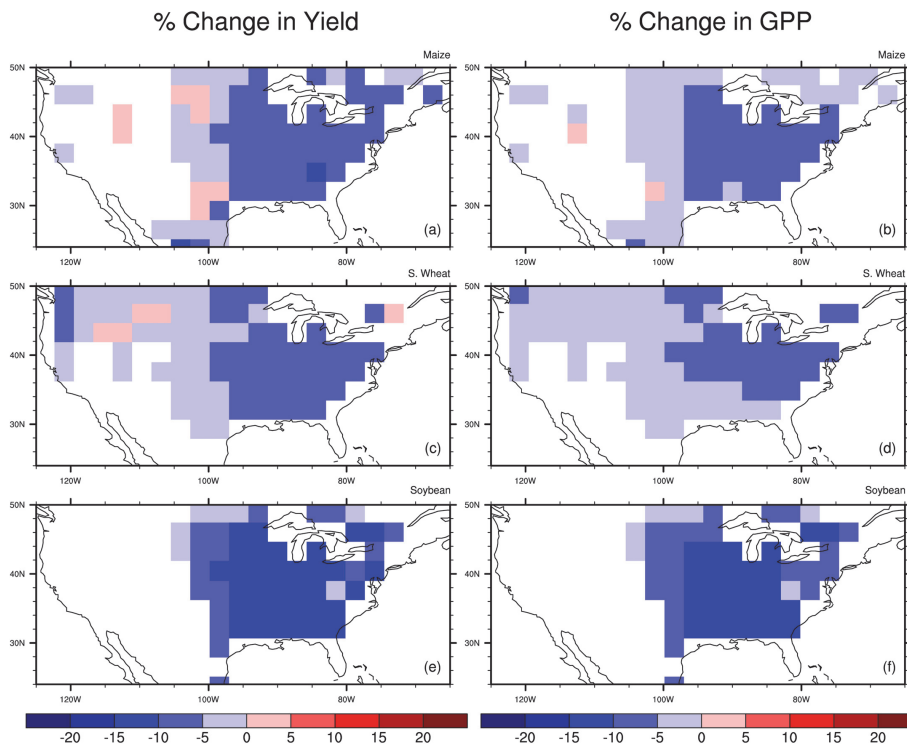 % Change in Yield % Change in GPP
Maize Maize
50N 50N
40N 40N
30N 30N
(a) (b)
120W 100W 80W 120W 100W 80W
S. Wheat S. Wheat
50N 50N
40N 40N
30N 30N
(c) (d)
120W 100W 80W 120W 100W 80W
Soybean Soybean
50N 50N
40N 40N
30N 30N
(e) (f)
120W 100W 80W 120W 100W 80W
-20 -15 -10 -5 0 5 10 15 20 -20 -15 -10 -5 0 5 10 15 20